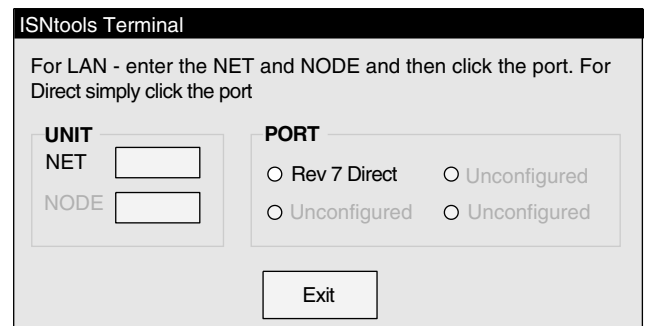 ISNtools Terminal
For LAN - enter the NET and NODE and then click the port. For
Direct simply click the port
UNIT
NET
NODE
PORT
Rev 7 Direct
Unconfigured
Unconfigured
Unconfigured
Exit